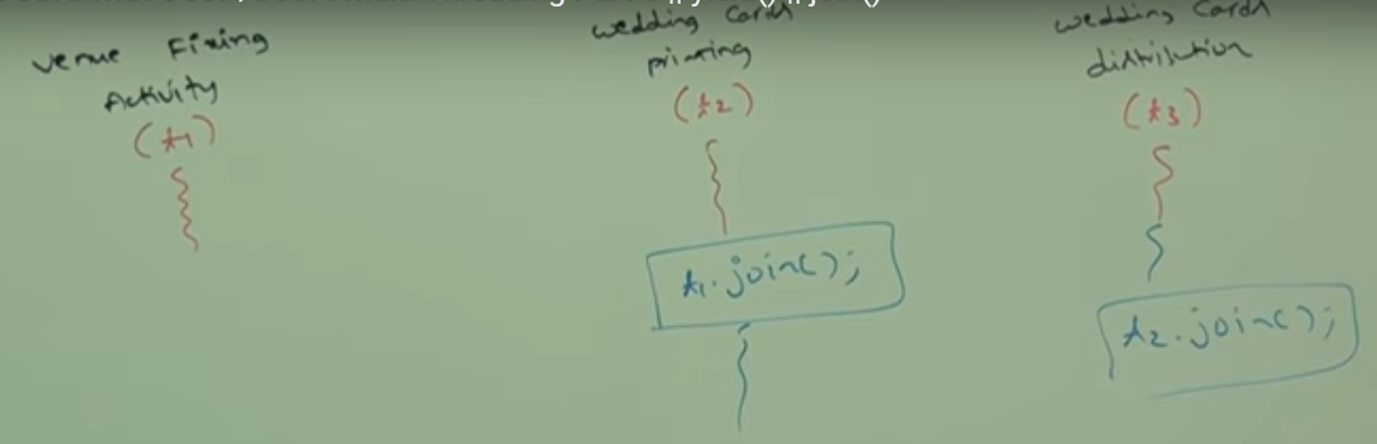 venue Fixing
Activity
(t1)
wedding Cards
printing
(t2)
t1.join();
wedding Cards
distribution
(t3)
t2.join();